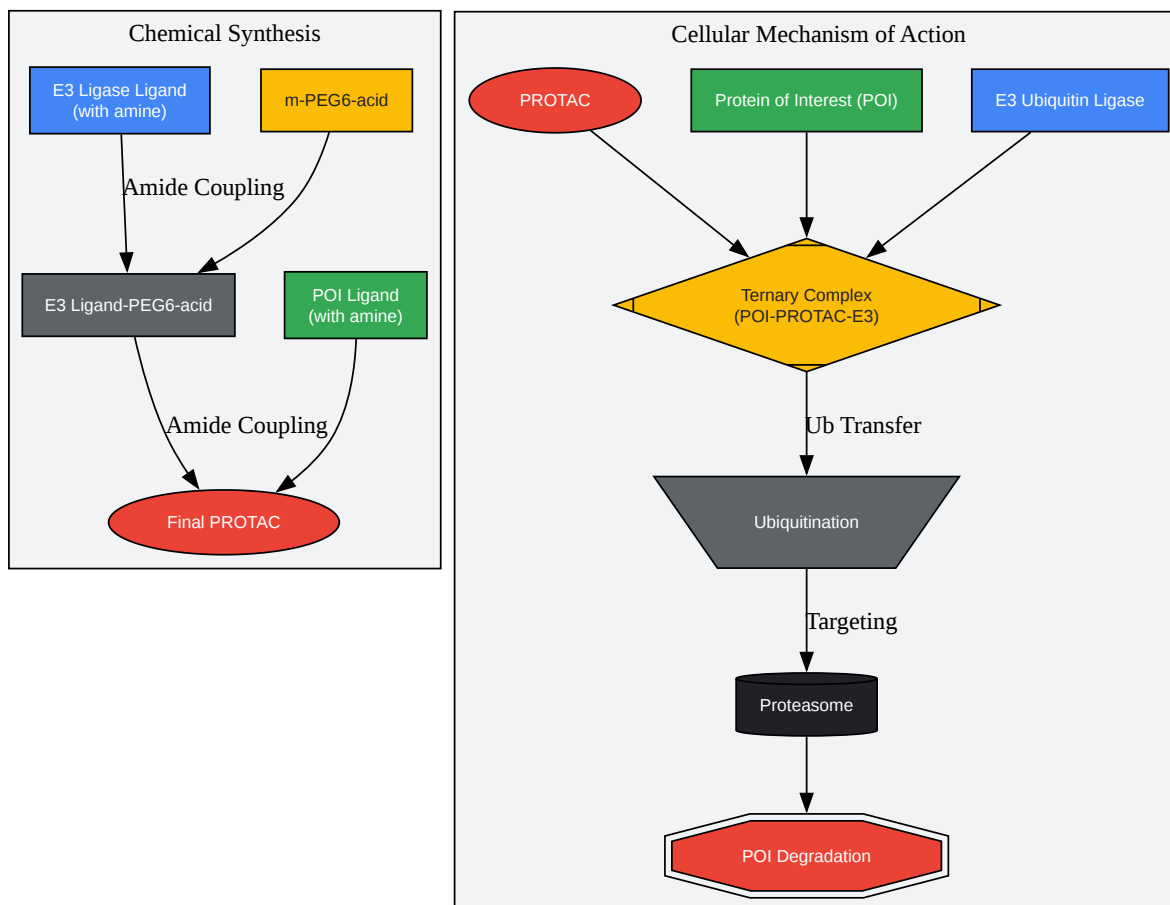 Chemical Synthesis
E3 Ligase Ligand
(with amine)
m-PEG6-acid
Amide Coupling
E3 Ligand-PEG6-acid
POI Ligand
(with amine)
Amide Coupling
Final PROTAC
Cellular Mechanism of Action
PROTAC
Protein of Interest (POI)
E3 Ubiquitin Ligase
Ternary Complex
(POI-PROTAC-E3)
Ub Transfer
Ubiquitination
Targeting
Proteasome
POI Degradation